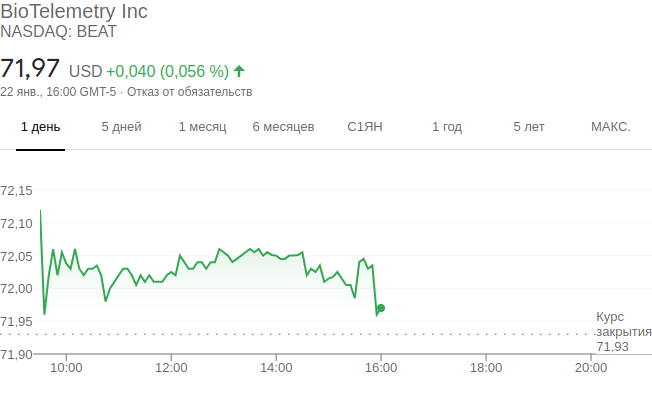 BioTelemetry Inc
NASDAQ: BEAT
71,97 USD +0,040 (0,056 %)
22 янв., 16:00 GMT-5 · Отказ от обязательств
1 день 5 дней 1 месяц 6 месяцев С1ЯН 1 год 5 лет МАКС.
72,15
72,10
72,05
72,00
71,95
71,90
Курс
закрытия
71,93
10:00 12:00 14:00 16:00 18:00 20:00